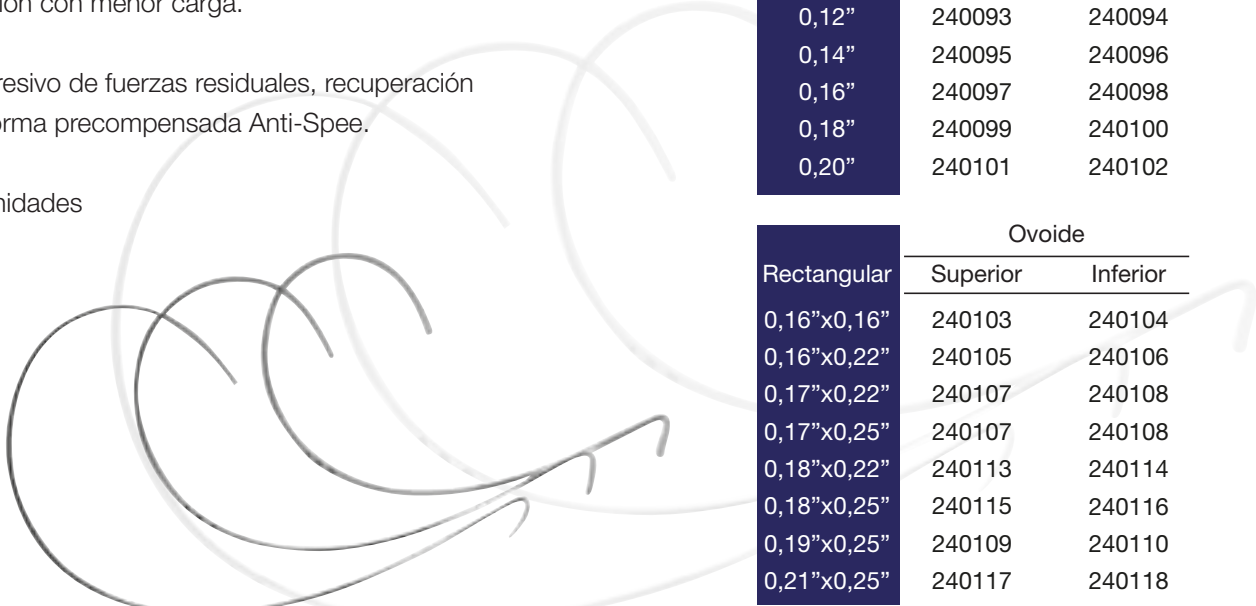 con menor carga.
de fuerzas residuales, recuperación
precompensada Anti-Spee.
0,12” 240093 240094
0,14” 240095 240096
0,16” 240097 240098
0,18” 240099 240100
0,20” 240101 240102
Ovoide
Rectangular Superior Inferior
0,16”x0,16” 240103 240104
0,16”x0,22” 240105 240106
0,17”x0,22” 240107 240108
0,17”x0,25” 240107 240108
0,18”x0,22” 240113 240114
0,18”x0,25” 240115 240116
0,19”x0,25” 240109 240110
0,21”x0,25” 240117 240118